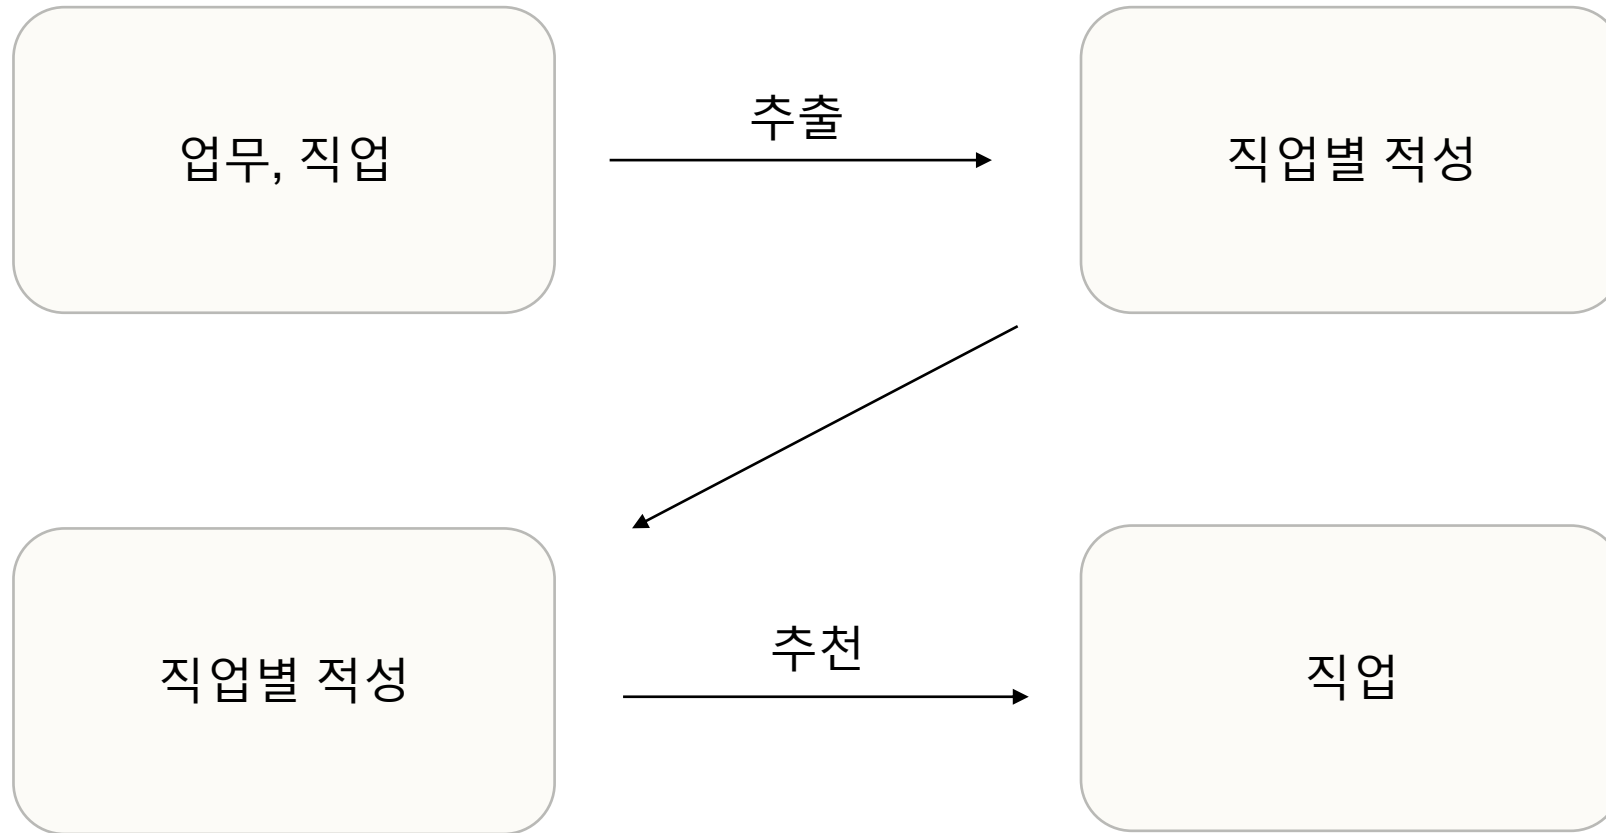 업무, 직업
추출
직업별 적성
직업별 적성
추천
직업